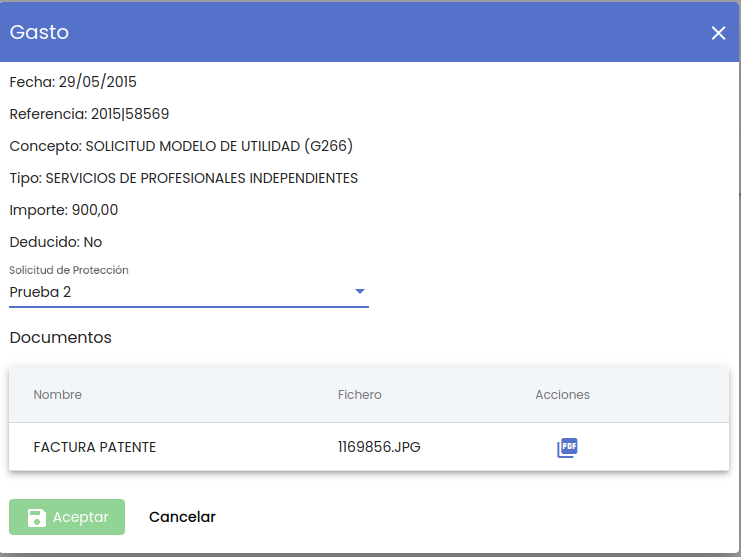 Gasto
Fecha: 29/05/2015
Referencia: 2015|58569
Concepto: SOLICITUD MODELO DE UTILIDAD (G266)
Tipo: SERVICIOS DE PROFESIONALES INDEPENDIENTES
Importe: 900,00
Deducido: No
Solicitud de Protección
Prueba 2
Documentos
Nombre Fichero Acciones
FACTURA PATENTE 1169856.JPG PDF
Aceptar Cancelar